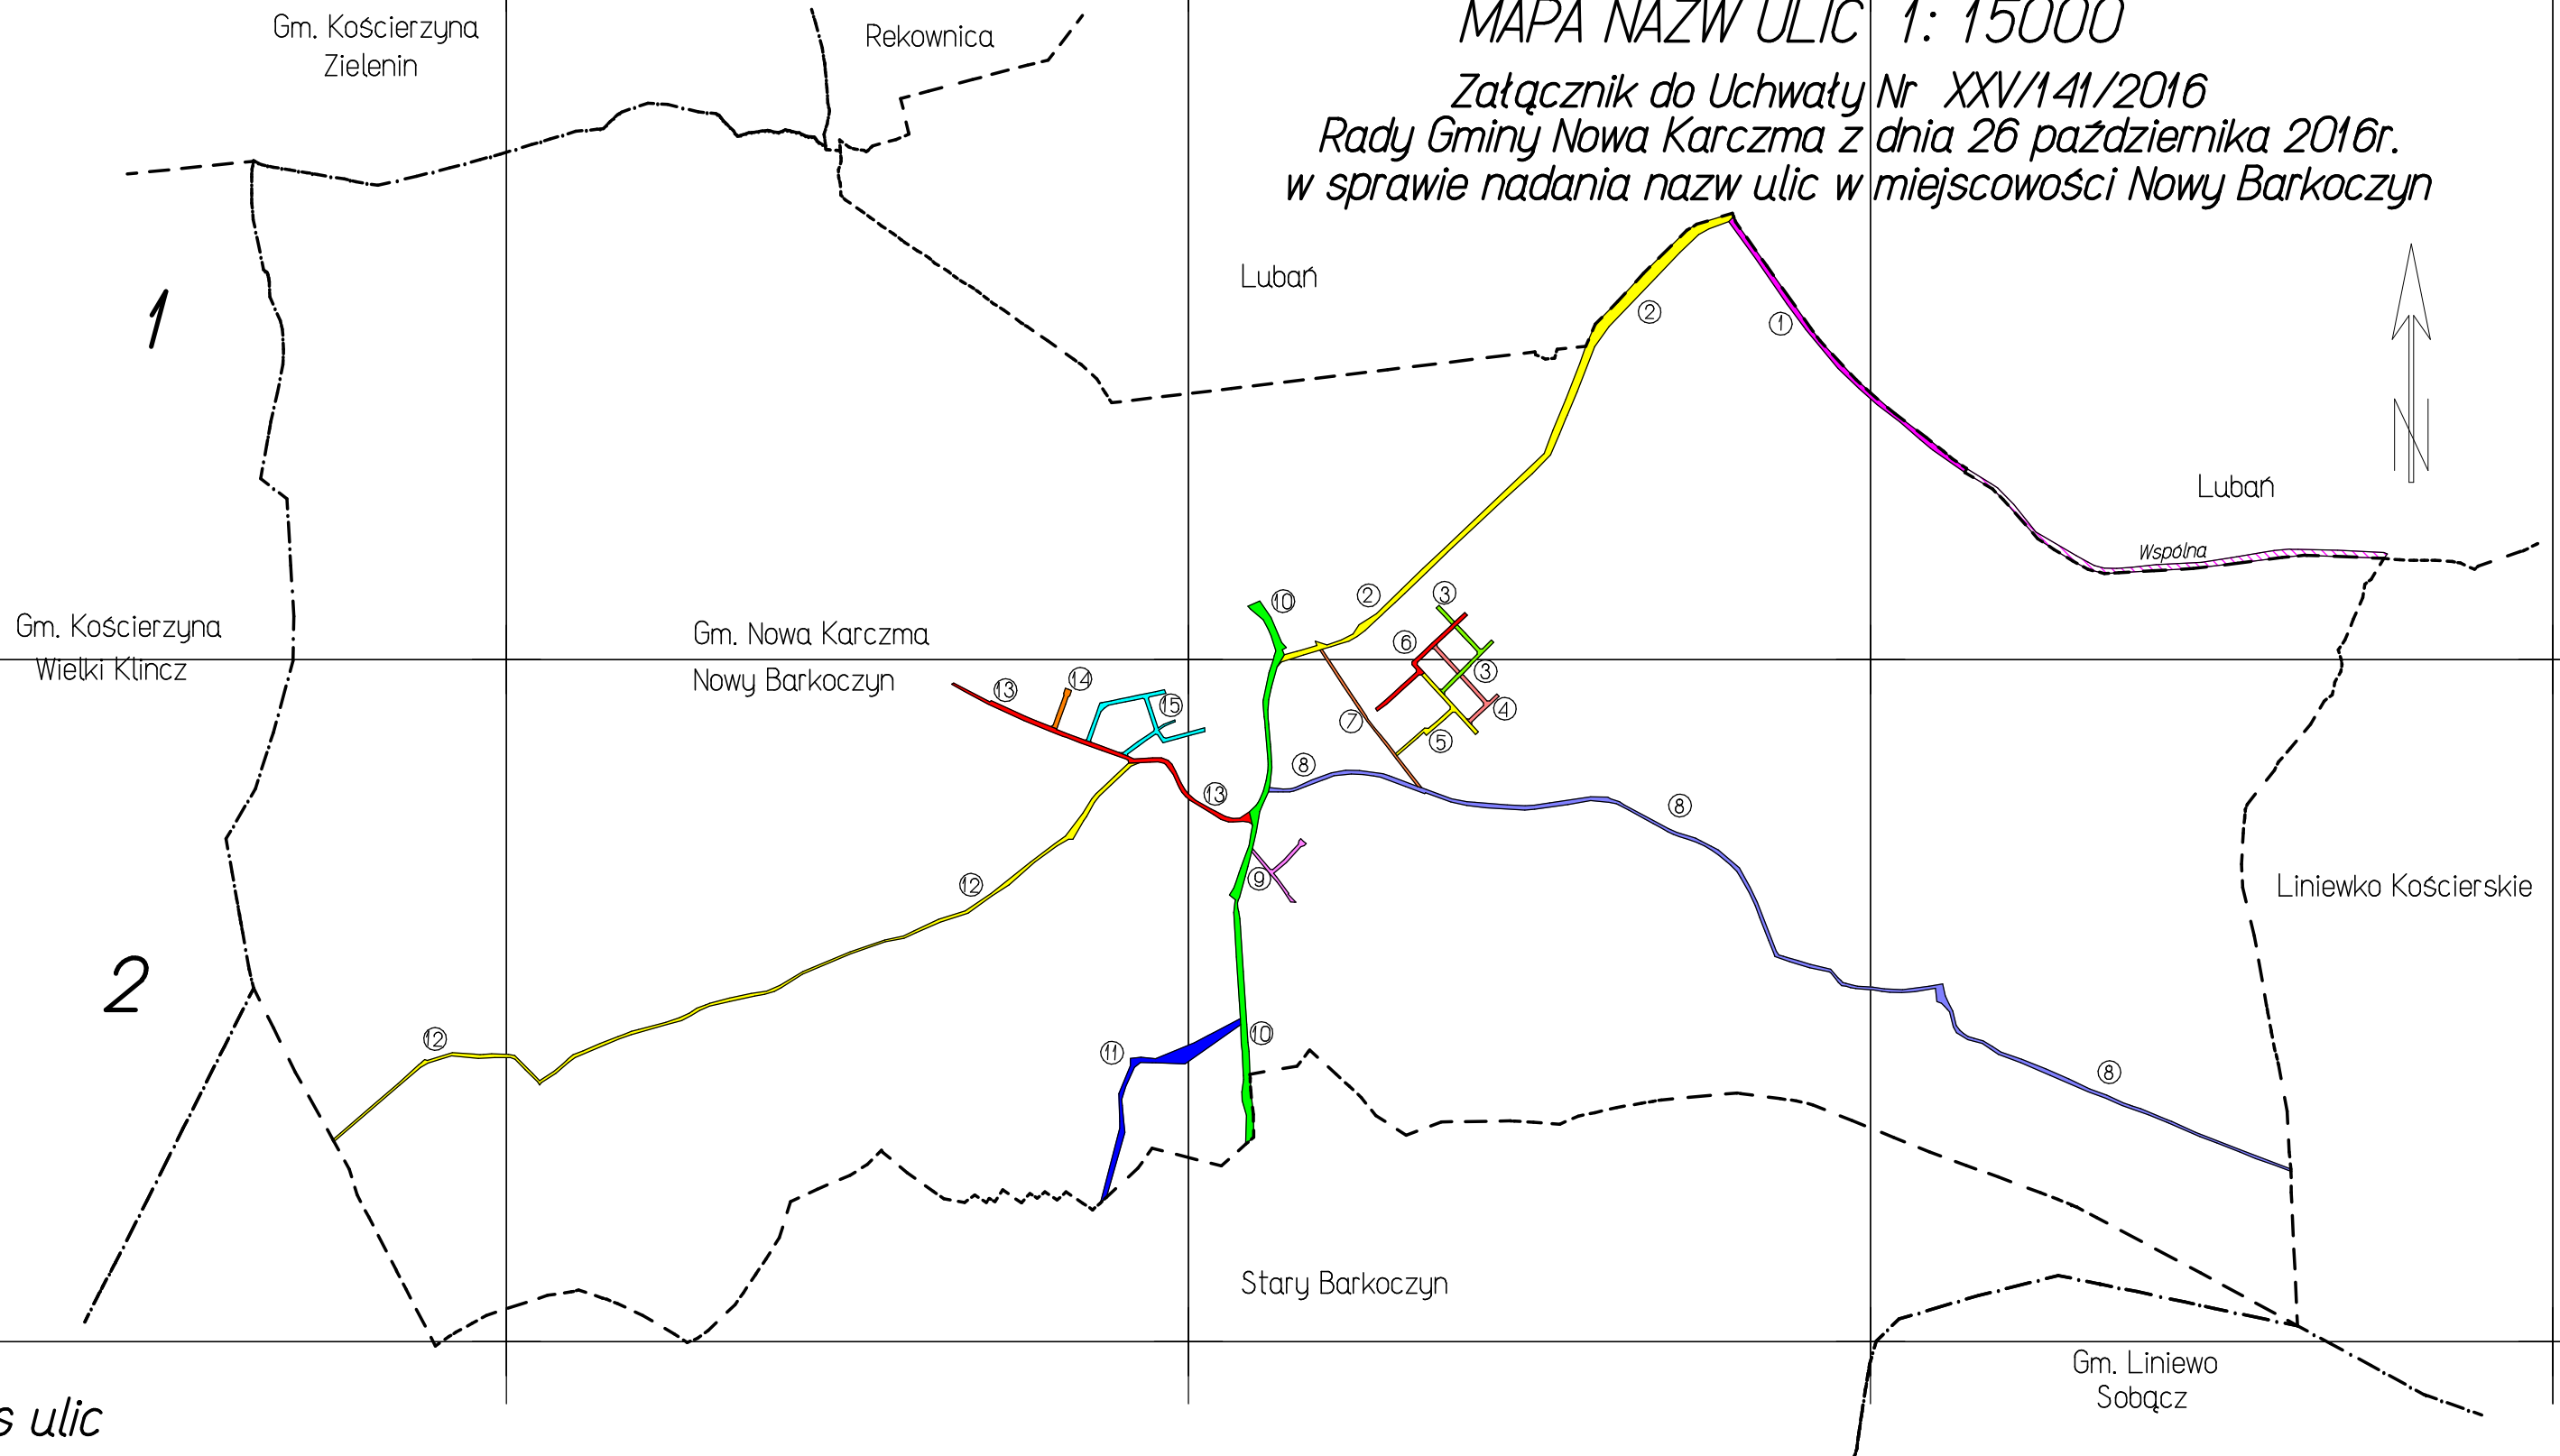 MAPA NAZW ULIC 1: 15000
Załącznik do Uchwały Nr XXV/141/2016
Rady Gminy Nowa Karczma z dnia 26 października 2016r.
w sprawie nadania nazw ulic w miejscowości Nowy Barkoczyn
Gm. Kościerzyna
Zielenin
Rekownica
Lubań
2
1
1
N
Lubań
Wspólna
10
2
3
Gm. Kościerzyna
Wielki Klincz
Gm. Nowa Karczma
Nowy Barkoczyn
6
3
13
14
15
4
7
5
8
13
8
12
9
Liniewko Kościerskie
2
12
11
10
8
Stary Barkoczyn
Gm. Liniewo
Sobącz
s ulic